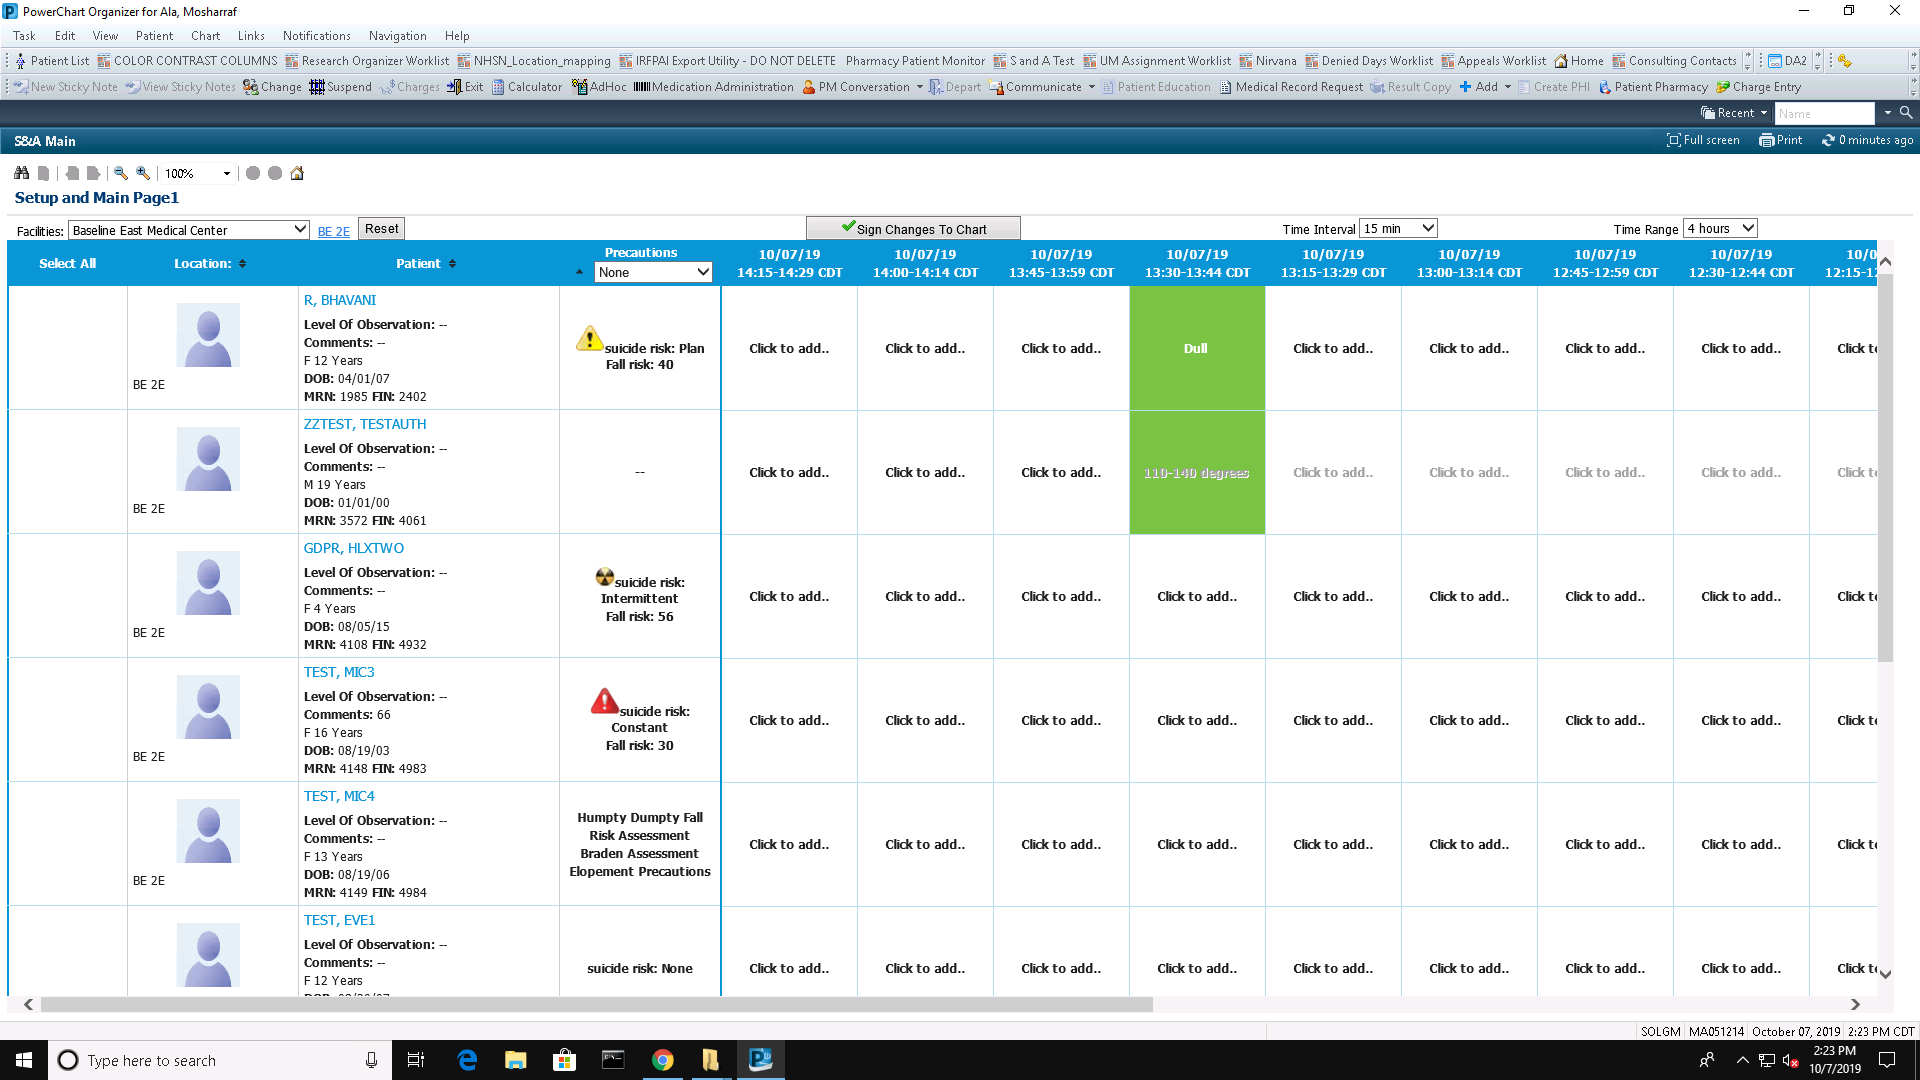 PowerChart Organizer for Ala, Mosharraf
Task Edit View Patient Chart Links Notifications Navigation Help
Patient List COLOR CONTRAST COLUMNS Research Organizer Worklist NHSN_Location_mapping IRFPAI Export Utility - DO NOT DELETE Pharmacy Patient Monitor S and A Test UM Assignment Worklist Nirvana Denied Days Worklist Appeals Worklist Home Consulting Contacts DA2
New Sticky Note View Sticky Notes Change Suspend Charges Exit Calculator AdHoc Medication Administration PM Conversation Depart Communicate Patient Education Medical Record Request Result Copy Add Create PHI Patient Pharmacy Charge Entry
Recent Name
S&A Main Full screen Print 0 minutes ago
100%
Setup and Main Page1
Facilities: Baseline East Medical Center BE 2E Reset Sign Changes To Chart Time Interval 15 min Time Range 4 hours
Select All Location: Patient Precautions None
10/07/19 10/07/19 10/07/19 10/07/19 10/07/19 10/07/19 10/07/19 10/07/19 10/0
14:15-14:29 CDT 14:00-14:14 CDT 13:45-13:59 CDT 13:30-13:44 CDT 13:15-13:29 CDT 13:00-13:14 CDT 12:45-12:59 CDT 12:30-12:44 CDT 12:15-12
BE 2E
R, BHAVANI
Level Of Observation: --
Comments: --
F 12 Years
DOB: 04/01/07
MRN: 1985 FIN: 2402
suicide risk: Plan
Fall risk: 40
Click to add.. Click to add.. Click to add.. Dull Click to add.. Click to add.. Click to add.. Click to add.. Click to
BE 2E
ZZTEST, TESTAUTH
Level Of Observation: --
Comments: --
M 19 Years
DOB: 01/01/00
MRN: 3572 FIN: 4061
--
Click to add.. Click to add.. Click to add.. 110-140 degrees Click to add.. Click to add.. Click to add.. Click to add.. Click to
BE 2E
GDPR, HLXTWO
Level Of Observation: --
Comments: --
F 4 Years
DOB: 08/05/15
MRN: 4108 FIN: 4932
suicide risk:
Intermittent
Fall risk: 56
Click to add.. Click to add.. Click to add.. Click to add.. Click to add.. Click to add.. Click to add.. Click to add.. Click to
BE 2E
TEST, MIC3
Level Of Observation: --
Comments: 66
F 16 Years
DOB: 08/19/03
MRN: 4148 FIN: 4983
suicide risk:
Constant
Fall risk: 30
Click to add.. Click to add.. Click to add.. Click to add.. Click to add.. Click to add.. Click to add.. Click to add.. Click to
BE 2E
TEST, MIC4
Level Of Observation: --
Comments: --
F 13 Years
DOB: 08/19/06
MRN: 4149 FIN: 4984
Humpty Dumpty Fall
Risk Assessment
Braden Assessment
Elopement Precautions
Click to add.. Click to add.. Click to add.. Click to add.. Click to add.. Click to add.. Click to add.. Click to add.. Click to
TEST, EVE1
Level Of Observation: --
Comments: --
F 12 Years
suicide risk: None
Click to add.. Click to add.. Click to add.. Click to add.. Click to add.. Click to add.. Click to add.. Click to add.. Click to
SOLGM MA051214 October 07, 2019 2:23 PM CDT
Type here to search
2:23 PM
10/7/2019